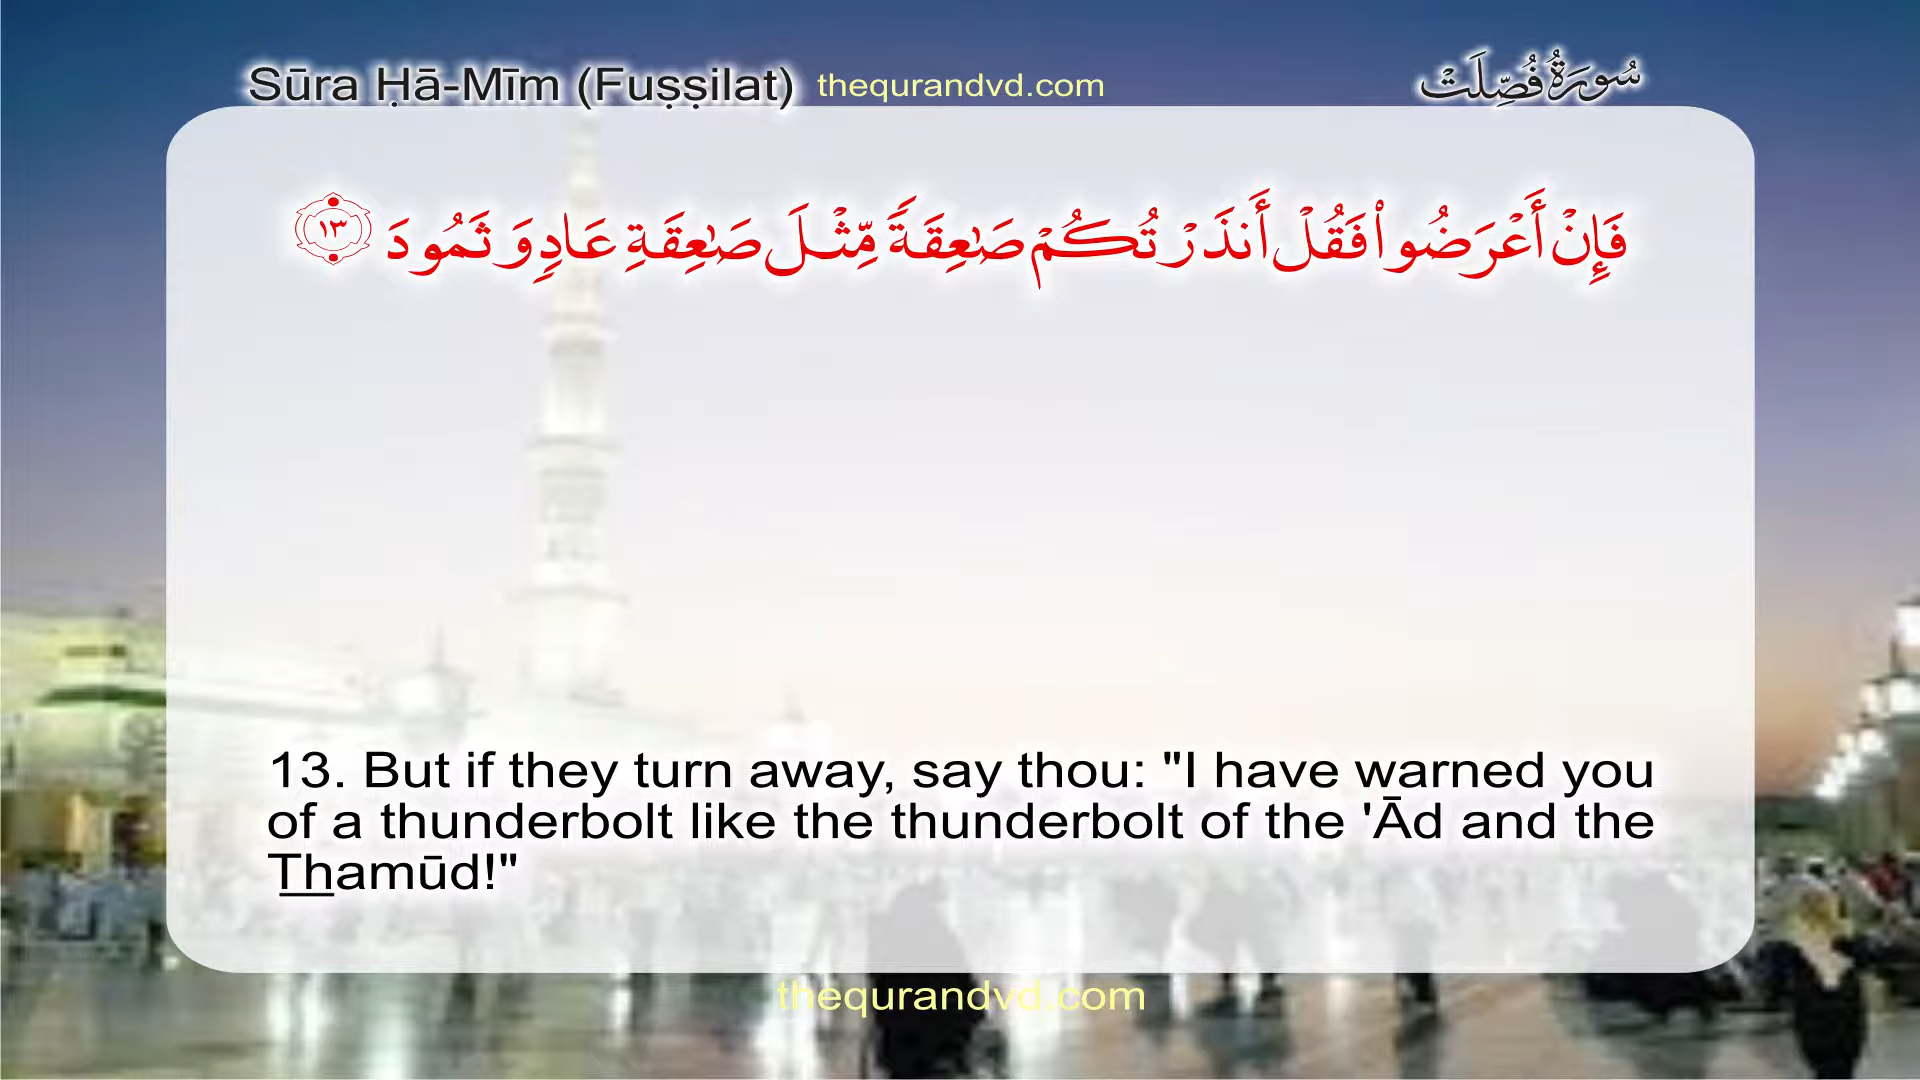 Sūra Ḥā-Mīm (Fuṣṣilat) thequrandvd.com سُورَةُ فُصِّلَتْ
فَإِنْ أَعْرَضُوا۟ فَقُلْ أَنذَرْتُكُمْ صَـٰعِقَةً مِّثْلَ صَـٰعِقَةِ عَادٍ وَثَمُودَ ١٣
13. But if they turn away, say thou: "I have warned you
of a thunderbolt like the thunderbolt of the 'Ād and the
Thamūd!"
thequrandvd.com